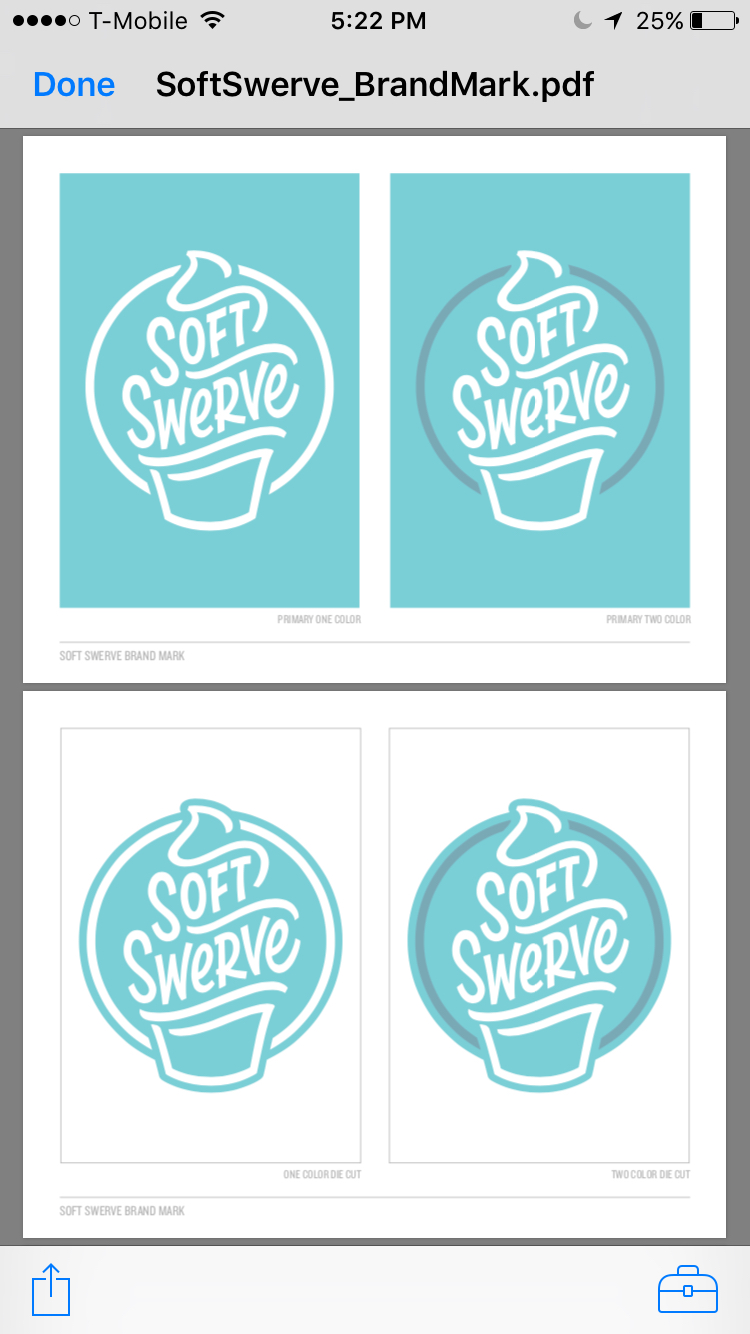 T-Mobile 5:22 PM 25%
Done SoftSwerve_BrandMark.pdf
SOFT
SWERVE
SOFT
SWERVE
PRIMARY ONE COLOR
PRIMARY TWO COLOR
SOFT SWERVE BRAND MARK
SOFT
SWERVE
SOFT
SWERVE
ONE COLOR DIE CUT
TWO COLOR DIE CUT
SOFT SWERVE BRAND MARK